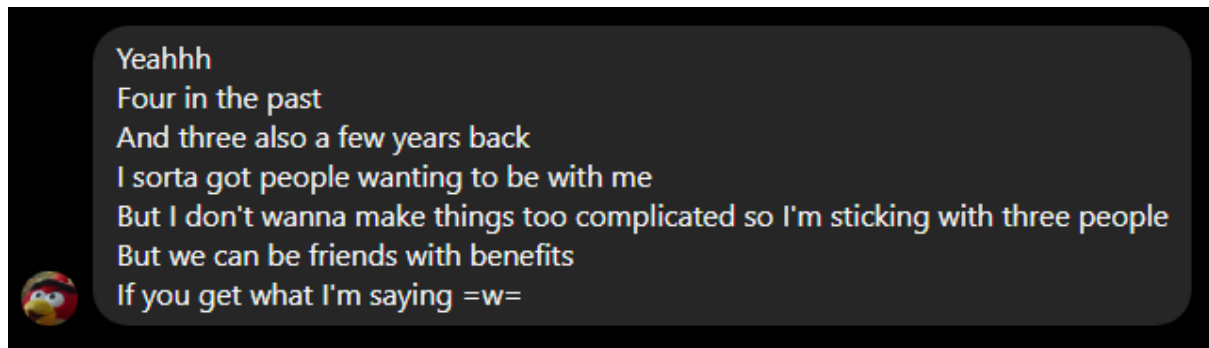 Yeahhh
Four in the past
And three also a few years back
I sorta got people wanting to be with me
But I don't wanna make things too complicated so I'm sticking with three people
But we can be friends with benefits
If you get what I'm saying =w=